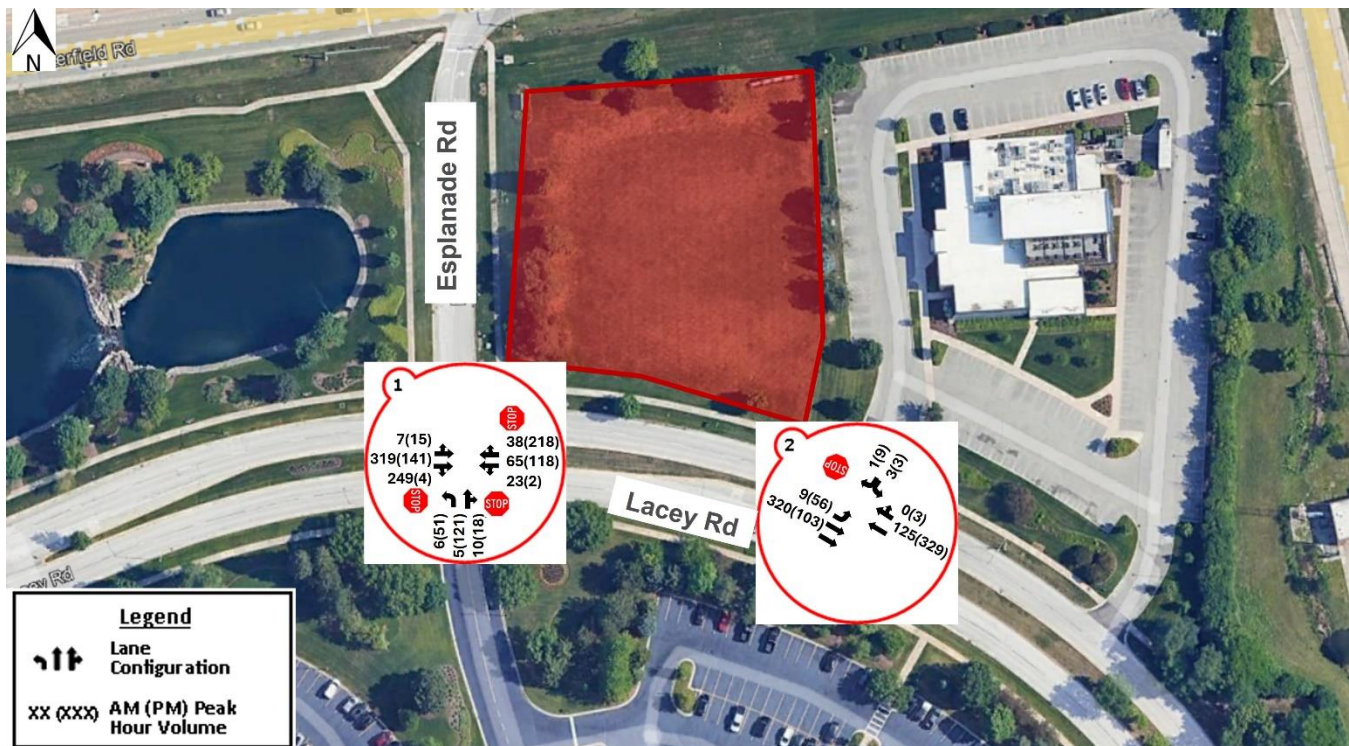 N
erfield Rd
Esplanade Rd
1
STOP
7(15)
319(141)
249(4)
38(218)
65(118)
23(2)
STOP
STOP
6(51)
5(121)
10(18)
Lacey Rd
2
STOP
1(9)
3(3)
9(56)
320(103)
0(3)
125(329)
ey Rd
Legend
Lane
Configuration
XX (XXX) AM (PM) Peak
Hour Volume